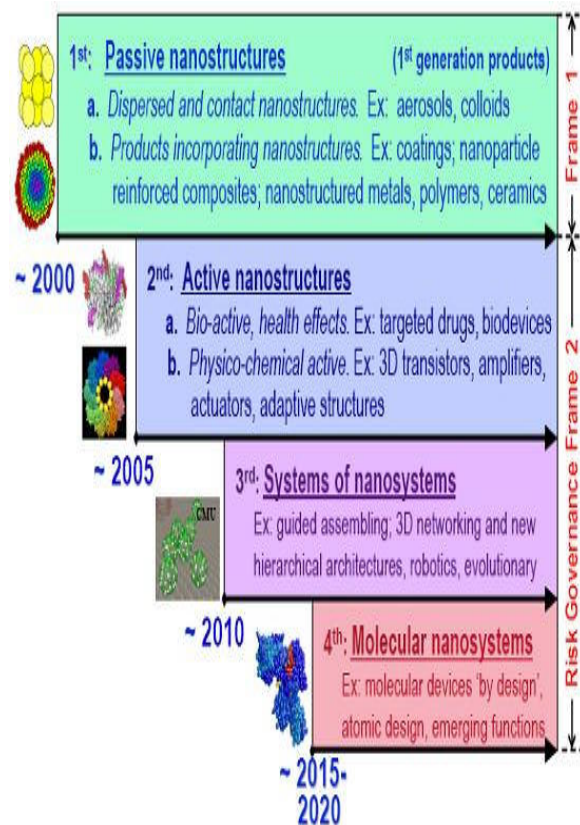 1st: Passive nanostructures (1st generation products)
a. Dispersed and contact nanostructures. Ex: aerosols, colloids
b. Products incorporating nanostructures. Ex: coatings; nanoparticle
reinforced composites; nanostructured metals, polymers, ceramics
~ 2000
2nd: Active nanostructures
a. Bio-active, health effects. Ex: targeted drugs, biodevices
b. Physico-chemical active. Ex: 3D transistors, amplifiers,
actuators, adaptive structures
~ 2005
CMU
3rd: Systems of nanosystems
Ex: guided assembling; 3D networking and new
hierarchical architectures, robotics, evolutionary
~ 2010
4th: Molecular nanosystems
Ex: molecular devices 'by design',
atomic design, emerging functions
~ 2015-
2020
Frame 1
Risk Governance Frame 2